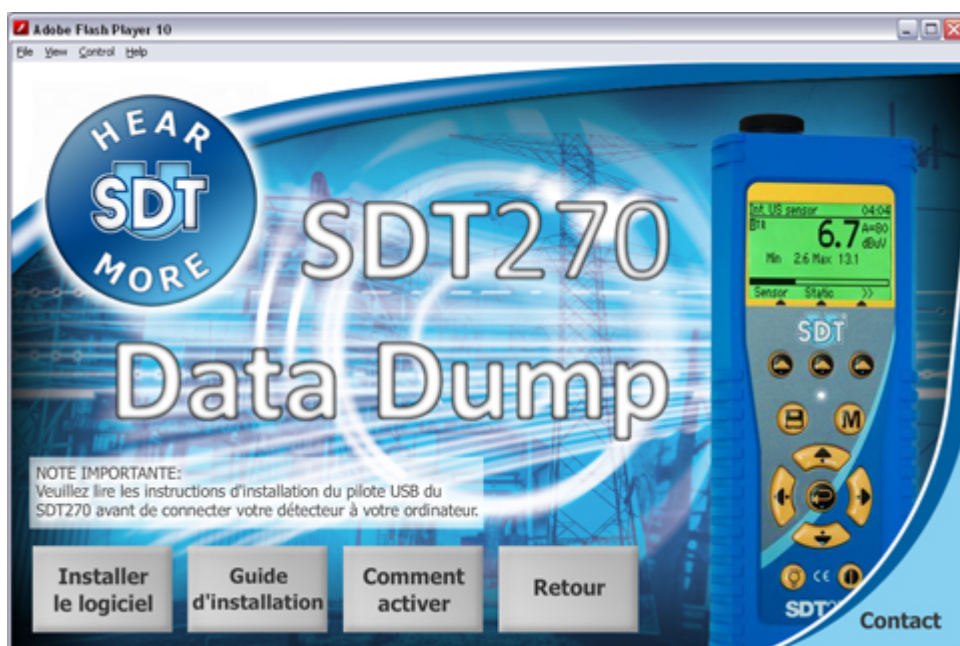 Adobe Flash Player 10
File View Control Help
HEAR
SDT
MORE
SDT270
Data Dump
Int. US sensor 04:04
6.7 A=80
dBµV
Min 2.6 Max 13.1
Sensor Static >>
SDT
M
NOTE IMPORTANTE:
Veuillez lire les instructions d'installation du pilote USB du
SDT270 avant de connecter votre détecteur à votre ordinateur.
Installer
le logiciel
Guide
d'installation
Comment
activer
Retour
CE
SDT
Contact